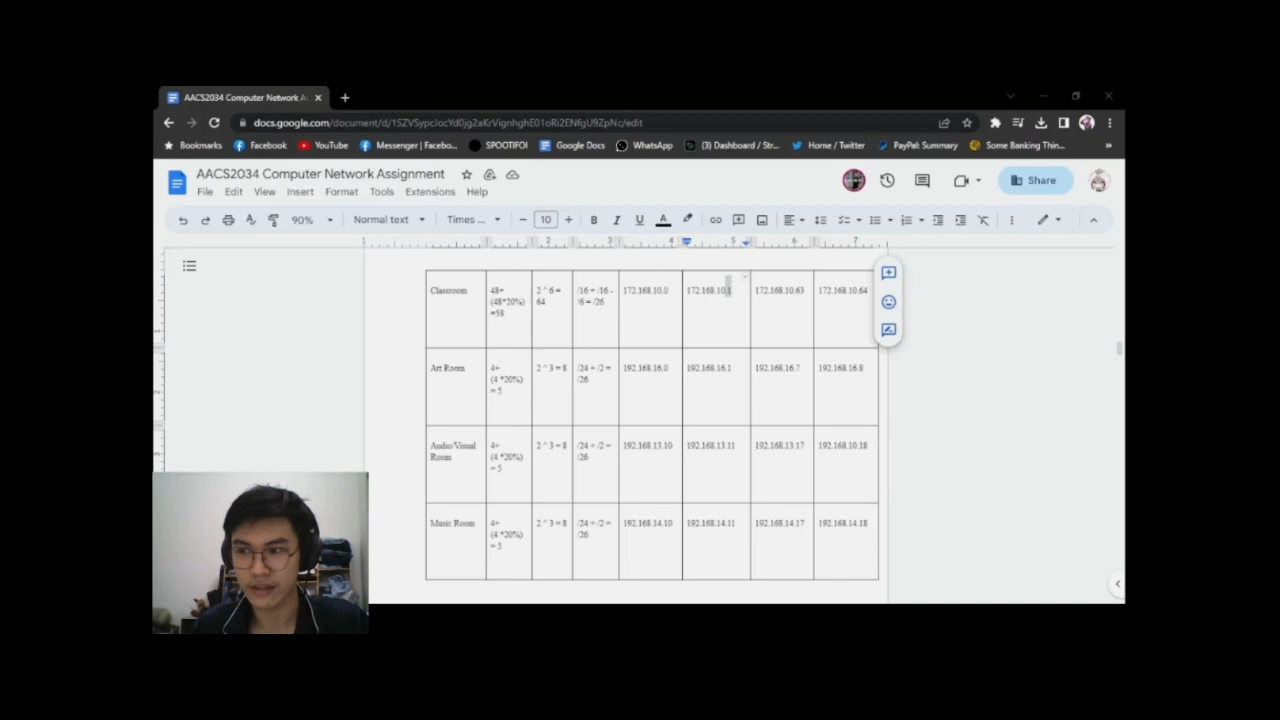 AACS2034 Computer Network A
docs.google.com/document/d/1SZVSypcJocYd0jg2aKrVignhghE01oRi2ENfgU9ZpNc/edit
Bookmarks Facebook YouTube Messenger | Facebo... SPOOTIFOI Google Docs WhatsApp (3) Dashboard / Str... Home / Twitter PayPal: Summary Some Banking Thin... »
AACS2034 Computer Network Assignment
Share
File Edit View Insert Format Tools Extensions Help
90% Normal text Times ... 10 B I U A
1 2 3 4 5 6 7
Classroom 48+ 2^6 = /16 + /16 - 172.168.10.0 172.168.10.1 172.168.10.63 172.168.10.64
(48*20%) 64 /6 = /26
=58
Art Room 4+ 2^3 = 8 /24 + /2 = 192.168.16.0 192.168.16.1 192.168.16.7 192.168.16.8
(4 *20%) /26
= 5
Audio/Visual 4+ 2^3 = 8 /24 + /2 = 192.168.13.10 192.168.13.11 192.168.13.17 192.168.10.18
Room (4 *20%) /26
= 5
Music Room 4+ 2^3 = 8 /24 + /2 = 192.168.14.10 192.168.14.11 192.168.14.17 192.168.14.18
(4 *20%) /26
= 5